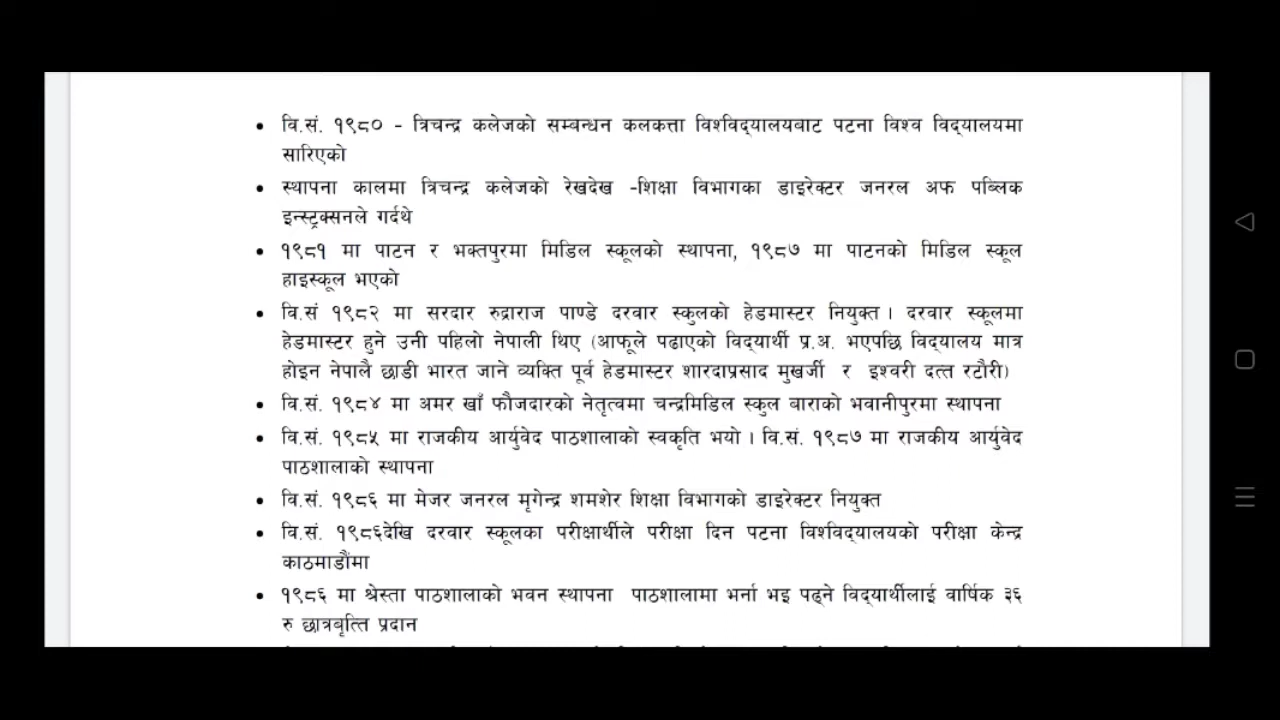 • वि.सं. १९८० - त्रिचन्द्र कलेजको सम्बन्धन कलकत्ता विश्विद्यालयबाट पटना विश्व विद्यालयमा
सारिएको
• स्थापना कालमा त्रिचन्द्र कलेजको रेखदेख -शिक्षा विभागका डाइरेक्टर जनरल अफ पब्लिक
इन्स्ट्रक्सनले गर्दथे
• १९८१ मा पाटन र भक्तपुरमा मिडिल स्कूलको स्थापना, १९८७ मा पाटनको मिडिल स्कूल
हाइस्कूल भएको
• वि.सं १९८२ मा सरदार रुद्राराज पाण्डे दरवार स्कुलको हेडमास्टर नियुक्त । दरवार स्कूलमा
हेडमास्टर हुने उनी पहिलो नेपाली थिए (आफूले पढाएको विद्यार्थी प्र.अ. भएपछि विद्यालय मात्र
होइन नेपालै छाडी भारत जाने व्यक्ति पूर्व हेडमास्टर शारदाप्रसाद मुखर्जी र इश्वरी दत्त रटौरी)
• वि.सं. १९८४ मा अमर खाँ फौजदारको नेतृत्वमा चन्द्रमिडिल स्कुल बाराको भवानीपुरमा स्थापना
• वि.सं. १९८५ मा राजकीय आर्युवेद पाठशालाको स्वकृति भयो । वि.सं. १९८७ मा राजकीय आर्युवेद
पाठशालाको स्थापना
• वि.सं. १९८६ मा मेजर जनरल मृगेन्द्र शमशेर शिक्षा विभागको डाइरेक्टर नियुक्त
• वि.सं. १९८६देखि दरवार स्कूलका परीक्षार्थीले परीक्षा दिन पटना विश्विद्यालयको परीक्षा केन्द्र
काठमाडौंमा
• १९८६ मा श्रेस्ता पाठशालाको भवन स्थापना पाठशालामा भर्ना भइ पढ्ने विद्यार्थीलाई वार्षिक ३६
रु छात्रबृत्ति प्रदान